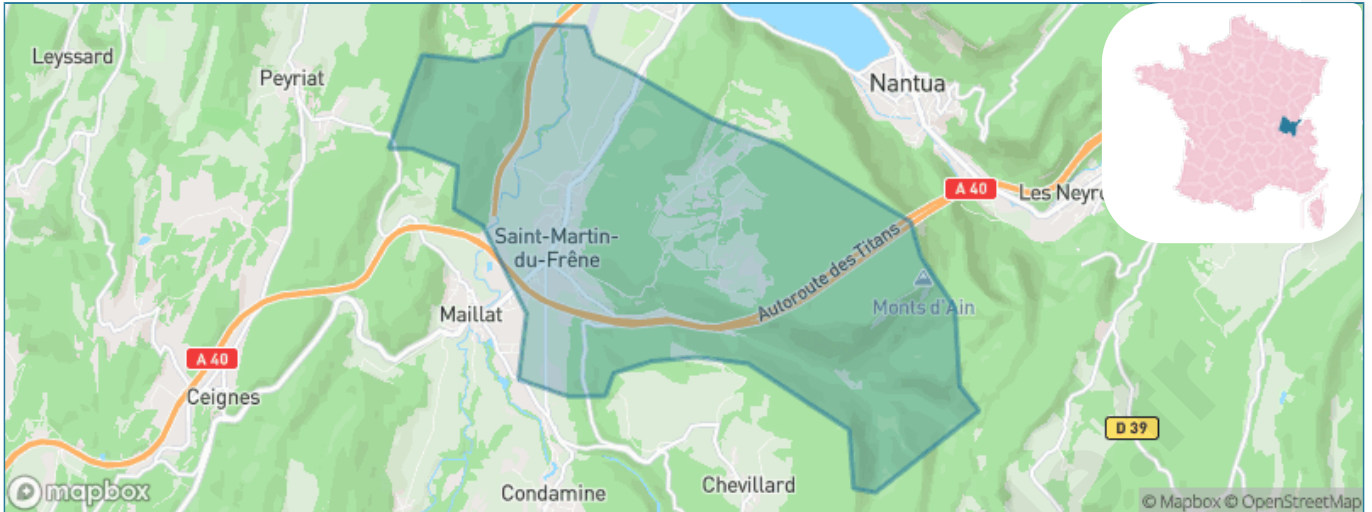 Leyssard
Peyriat
Nantua
A 40
Les Neyro
Saint-Martin-
du-Frêne
Autoroute des Titans
Monts d'Ain
Maillat
A 40
Ceignes
D 39
Chevillard
Condamine
mapbox
© Mapbox © OpenStreetMap